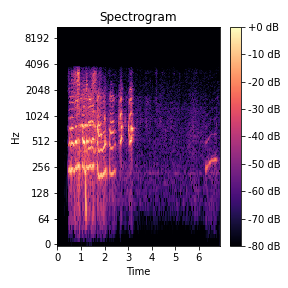 Spectrogram
8192
4096
2048
1024
512
256
128
64
0
Hz
0 1 2 3 4 5 6
Time
+0 dB
-10 dB
-20 dB
-30 dB
-40 dB
-50 dB
-60 dB
-70 dB
-80 dB